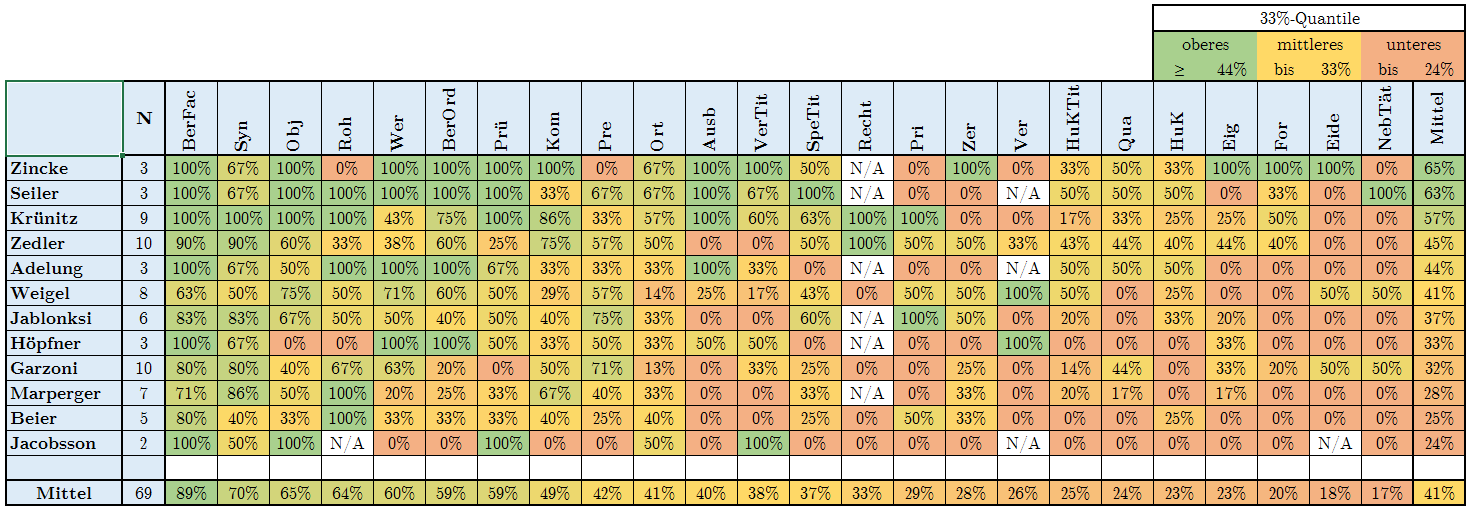 33%-Quantile
oberes mittleres unteres
≥ 44% bis 33% bis 24%
N BerFac Syn Obj Roh Wer BerOrd Prü Kom Pre Ort Ausb VerTit SpeTit Recht Pri Zer Ver HuKTit Qua HuK Eig For Eide NebTät Mittel
Zincke 3 100% 67% 100% 0% 100% 100% 100% 100% 0% 67% 100% 100% 50% N/A 0% 100% 0% 33% 50% 33% 100% 100% 100% 0% 65%
Seiler 3 100% 67% 100% 100% 100% 100% 100% 33% 67% 67% 100% 67% 100% N/A 0% 0% N/A 50% 50% 50% 0% 33% 0% 100% 63%
Krünitz 9 100% 100% 100% 100% 43% 75% 100% 86% 33% 57% 100% 60% 63% 100% 100% 0% 0% 17% 33% 25% 25% 50% 0% 0% 57%
Zedler 10 90% 90% 60% 33% 38% 60% 25% 75% 57% 50% 0% 0% 50% 100% 50% 50% 33% 43% 44% 40% 44% 40% 0% 0% 45%
Adelung 3 100% 67% 50% 100% 100% 100% 67% 33% 33% 33% 100% 33% 0% N/A 0% 0% N/A 50% 50% 50% 0% 0% 0% 0% 44%
Weigel 8 63% 50% 75% 50% 71% 60% 50% 29% 57% 14% 25% 17% 43% 0% 50% 50% 100% 50% 0% 25% 0% 0% 50% 50% 41%
Jablonksi 6 83% 83% 67% 50% 50% 40% 50% 40% 75% 33% 0% 0% 60% N/A 100% 50% 0% 20% 0% 33% 20% 0% 0% 0% 37%
Höpfner 3 100% 67% 0% 0% 100% 100% 50% 33% 50% 33% 50% 50% 0% N/A 0% 0% 100% 0% 0% 0% 33% 0% 0% 0% 33%
Garzoni 10 80% 80% 40% 67% 63% 20% 0% 50% 71% 13% 0% 33% 25% 0% 0% 25% 0% 14% 44% 0% 33% 20% 50% 50% 32%
Marperger 7 71% 86% 50% 100% 20% 25% 33% 67% 40% 33% 0% 0% 33% N/A 0% 33% 0% 20% 17% 0% 17% 0% 0% 0% 28%
Beier 5 80% 40% 33% 100% 33% 33% 33% 40% 25% 40% 0% 0% 25% 0% 50% 33% 0% 0% 0% 25% 0% 0% 0% 0% 25%
Jacobsson 2 100% 50% 100% N/A 0% 0% 100% 0% 0% 50% 0% 100% 0% 0% 0% 0% N/A 0% 0% 0% 0% 0% N/A 0% 24%
Mittel 69 89% 70% 65% 64% 60% 59% 59% 49% 42% 41% 40% 38% 37% 33% 29% 28% 26% 25% 24% 23% 23% 20% 18% 17% 41%